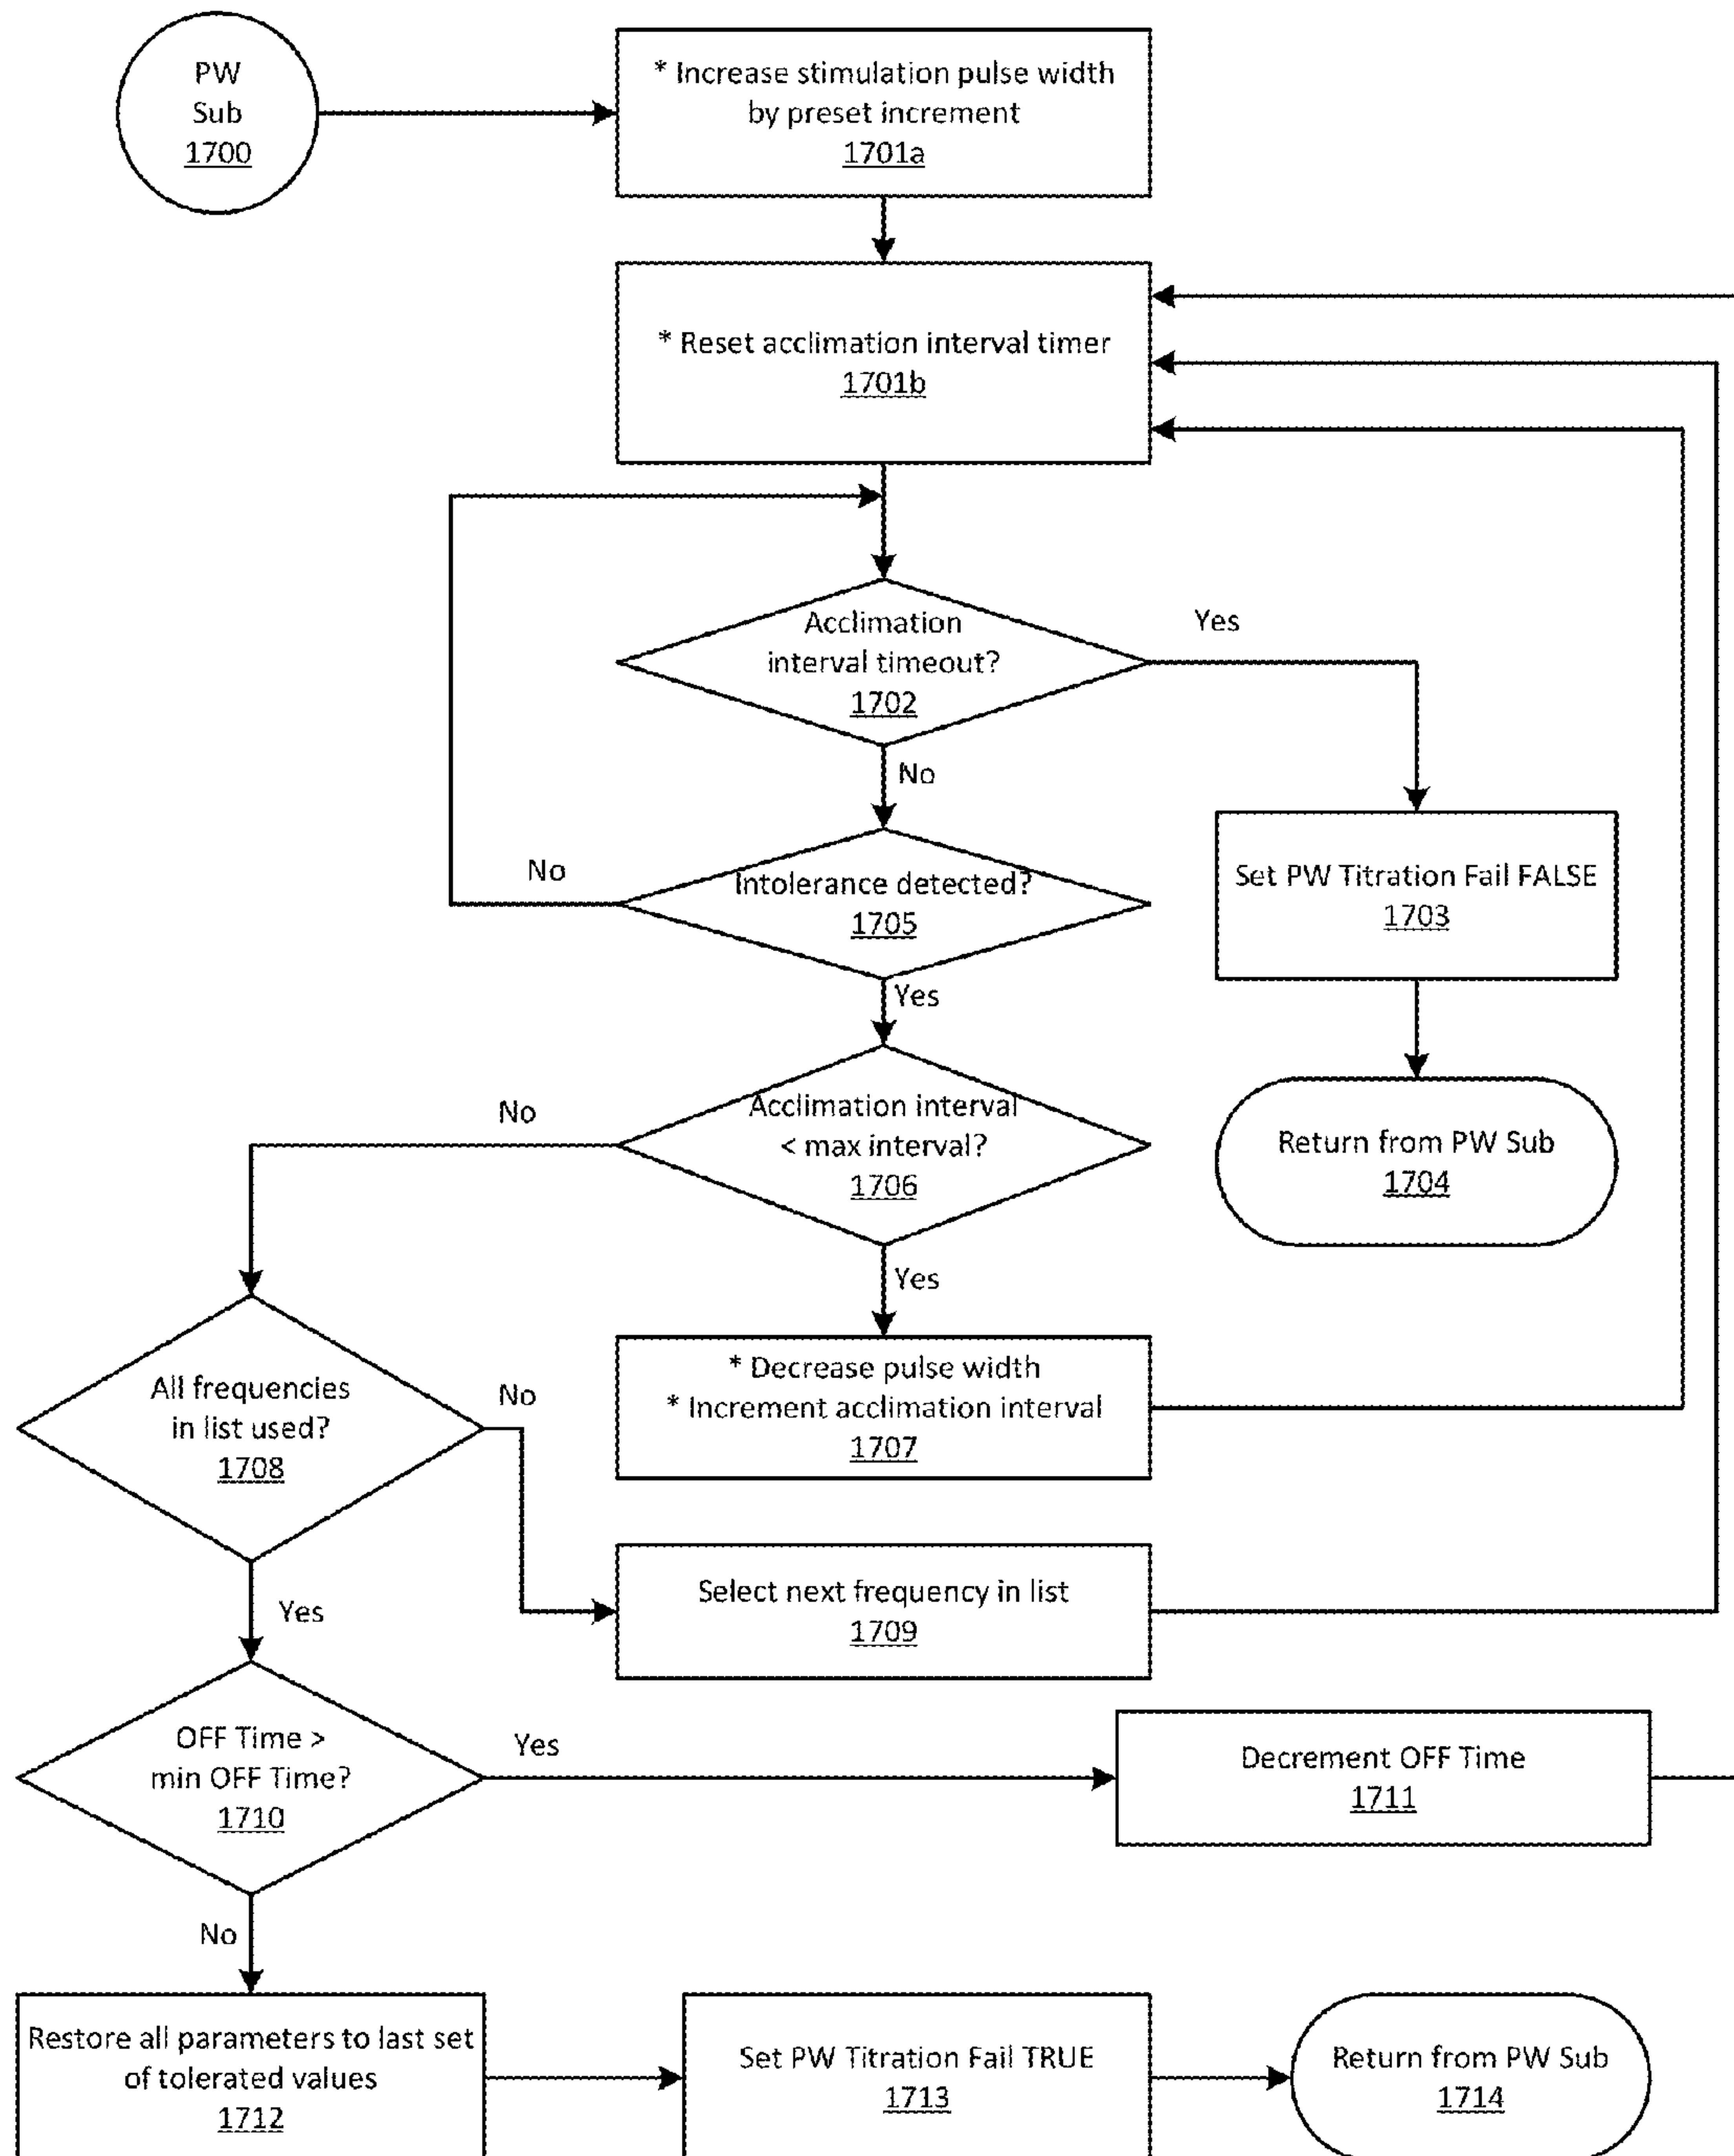 PW
Sub
1700
* Increase stimulation pulse width
by preset increment
1701a
* Reset acclimation interval timer
1701b
Acclimation
interval timeout?
1702
Yes
No
Set PW Titration Fail FALSE
1703
No
Intolerance detected?
1705
Yes
Return from PW Sub
1704
No
Acclimation interval
< max interval?
1706
Yes
* Decrease pulse width
* Increment acclimation interval
1707
All frequencies
in list used?
1708
No
Select next frequency in list
1709
Yes
OFF Time >
min OFF Time?
1710
Yes
Decrement OFF Time
1711
No
Restore all parameters to last set
of tolerated values
1712
Set PW Titration Fail TRUE
1713
Return from PW Sub
1714